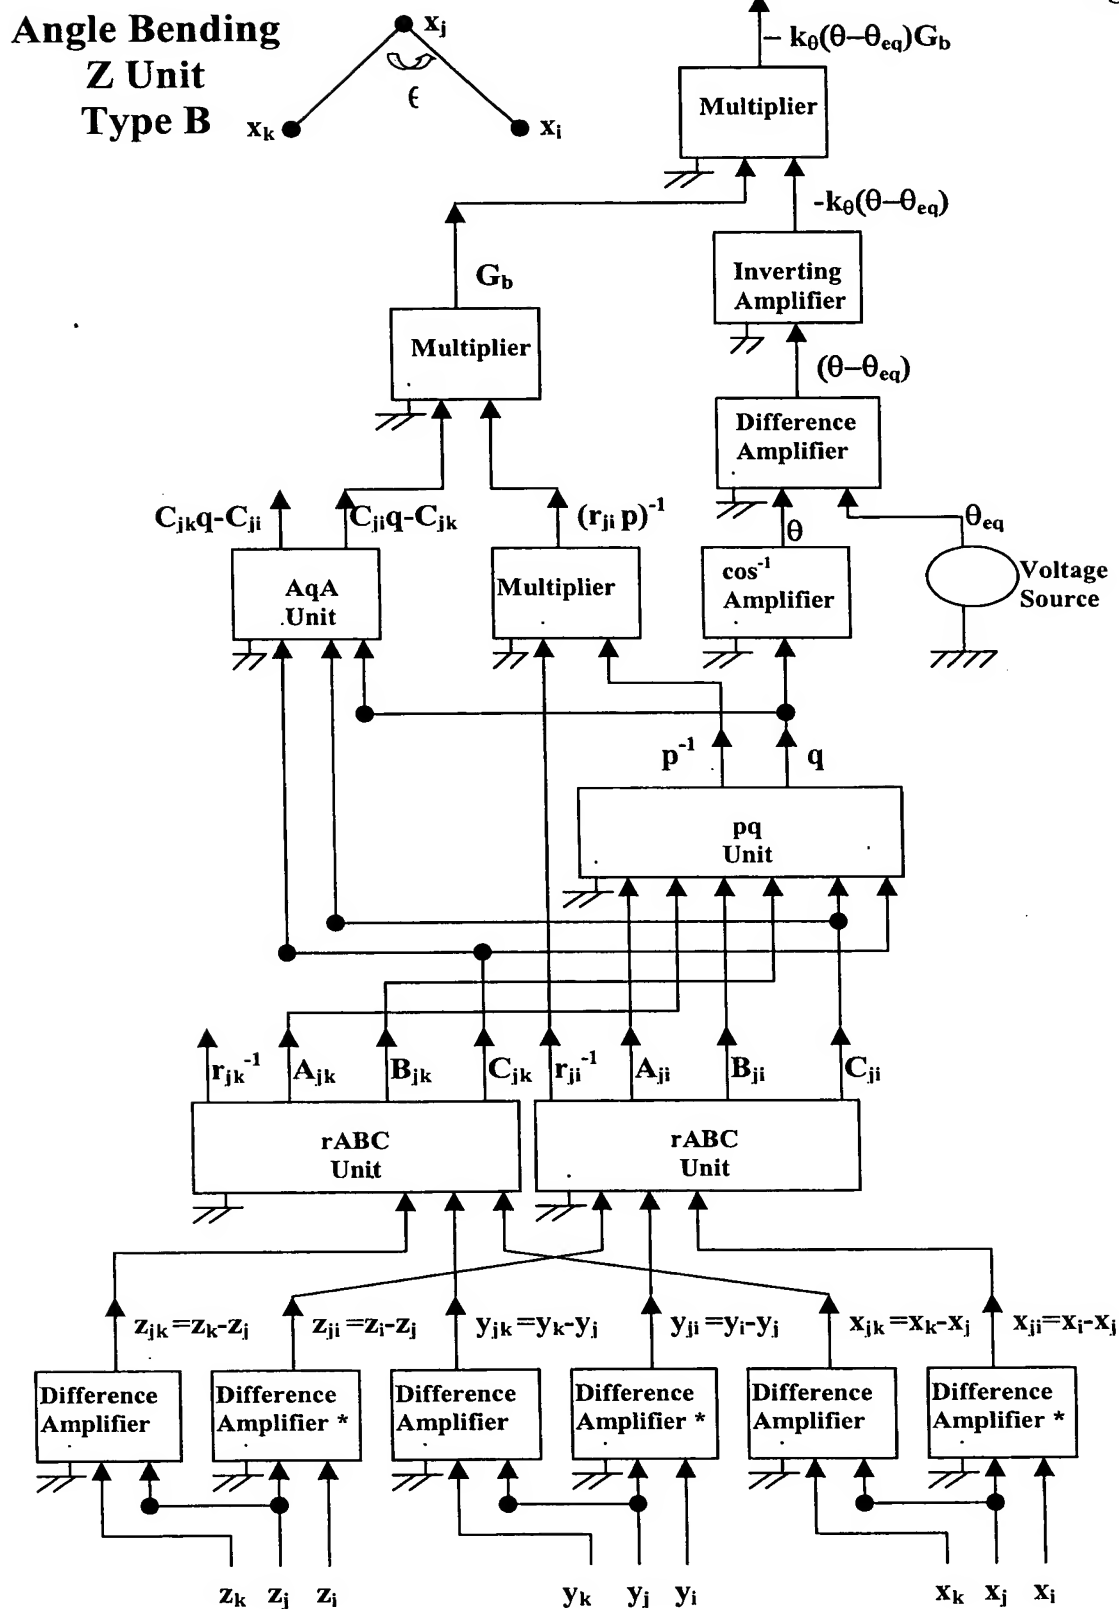 Angle Bending
Z Unit
Type B
xj
ϵ
xk
xi
– kθ(θ–θeq)Gb
Multiplier
-kθ(θ–θeq)
Gb
Inverting
Amplifier
Multiplier
(θ–θeq)
Difference
Amplifier
Cjkq-Cji
Cjiq-Cjk
(rji p)⁻¹
θ
θeq
AqA
Unit
Multiplier
cos⁻¹
Amplifier
Voltage
Source
p⁻¹
q
pq
Unit
rjk⁻¹
Ajk
Bjk
Cjk
rji⁻¹
Aji
Bji
Cji
rABC
Unit
rABC
Unit
zjk=zk-zj
zji=zi-zj
yjk=yk-yj
yji=yi-yj
xjk=xk-xj
xji=xi-xj
Difference
Amplifier
Difference
Amplifier *
Difference
Amplifier
Difference
Amplifier *
Difference
Amplifier
Difference
Amplifier *
zk zj zi
yk yj yi
xk xj xi